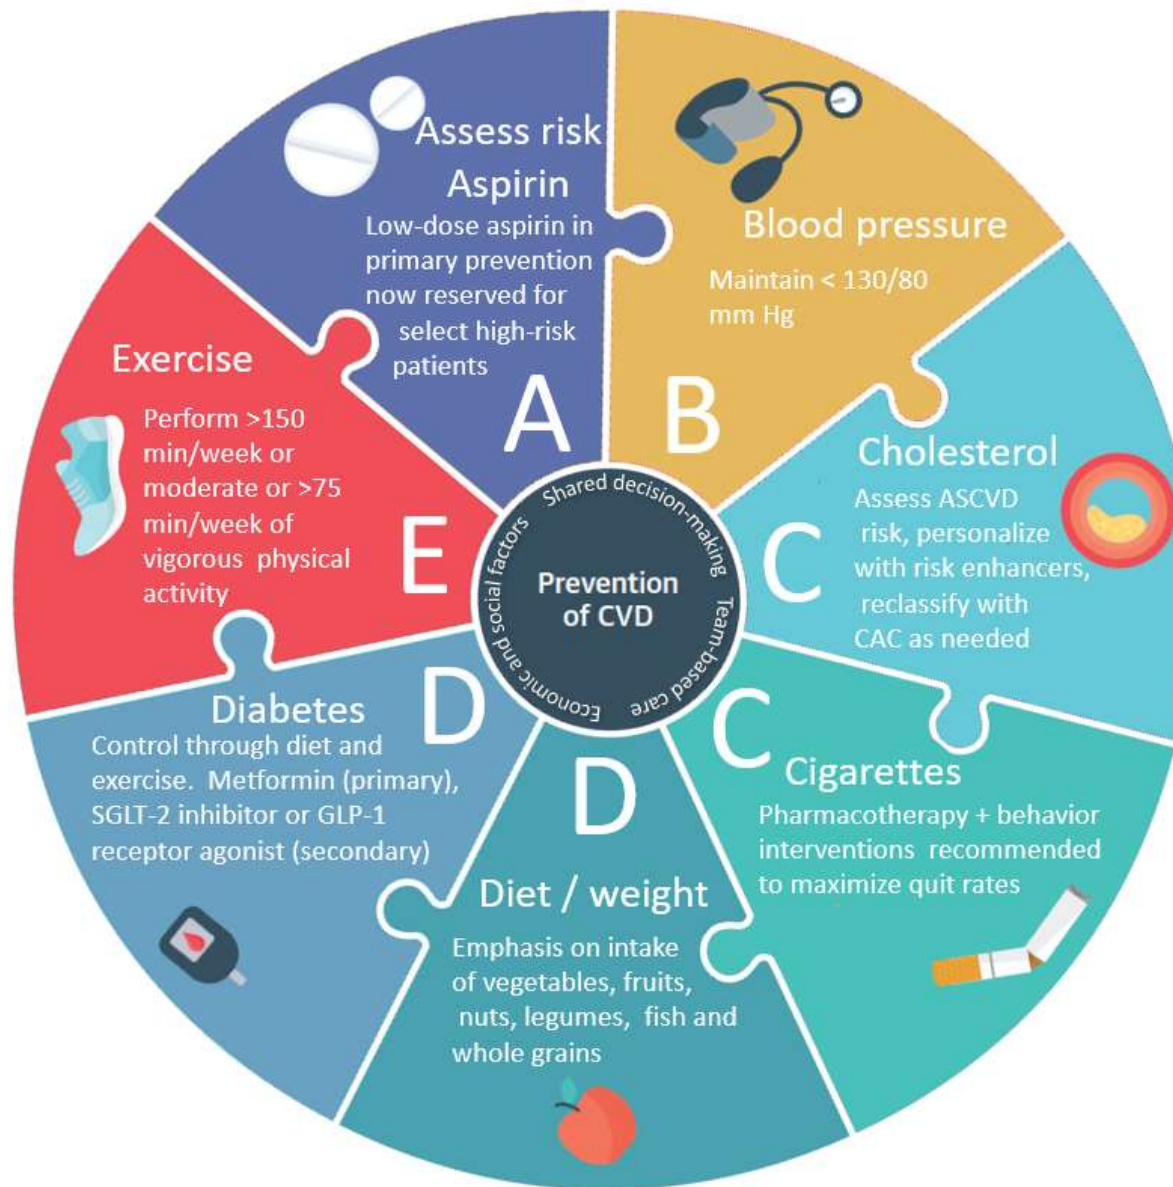 Assess risk
Aspirin
Low-dose aspirin in
primary prevention
now reserved for
select high-risk
patients
A
Blood pressure
Maintain < 130/80
mm Hg
B
Cholesterol
Assess ASCVD
risk, personalize
with risk enhancers,
reclassify with
CAC as needed
C
Cigarettes
Pharmacotherapy + behavior
interventions recommended
to maximize quit rates
C
D
Diet / weight
Emphasis on intake
of vegetables, fruits,
nuts, legumes, fish and
whole grains
D
Diabetes
Control through diet and
exercise. Metformin (primary),
SGLT-2 inhibitor or GLP-1
receptor agonist (secondary)
Exercise
Perform >150
min/week or
moderate or >75
min/week of
vigorous physical
activity
E
Shared decision-making
Team-based care
Economic and social factors
Prevention
of CVD